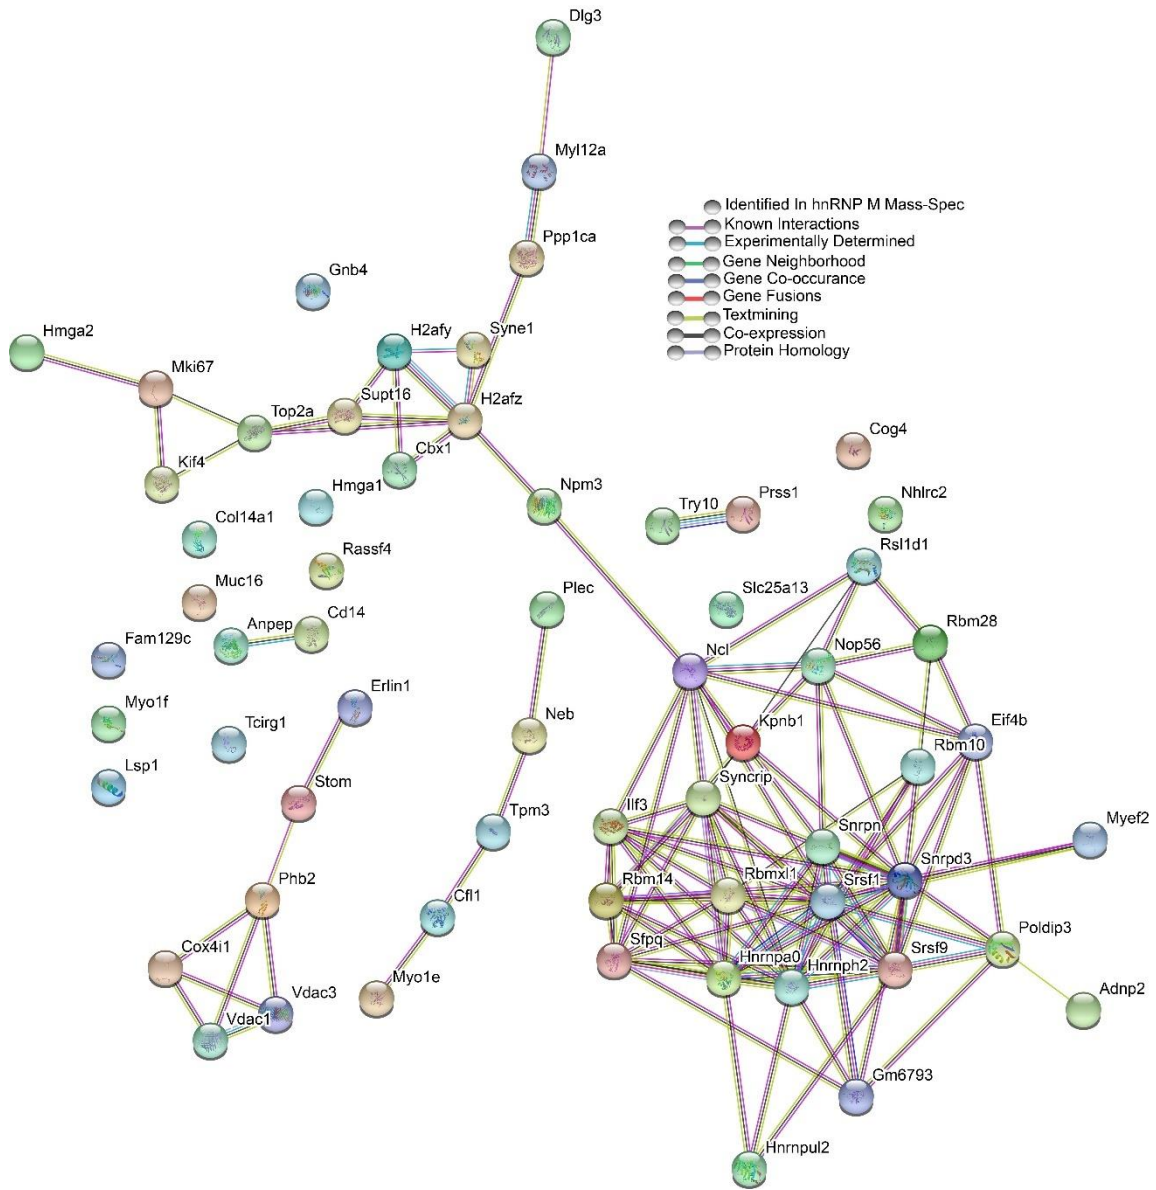 Dlg3
Myl12a
Identified In hnRNP M Mass-Spec
Known Interactions
Experimentally Determined
Gene Neighborhood
Gene Co-occurance
Gene Fusions
Textmining
Co-expression
Protein Homology
Ppp1ca
Gnb4
Hmga2
H2afy
Syne1
Mki67
Supt16
H2afz
Top2a
Cbx1
Kif4
Cog4
Hmga1
Npm3
Try10
Prss1
Nhlrc2
Col14a1
Rsl1d1
Rassf4
Muc16
Plec
Slc25a13
Cd14
Anpep
Fam129c
Rbm28
Ncl
Nop56
Erlin1
Myo1f
Neb
Kpnb1
Eif4b
Tcirg1
Rbm10
Lsp1
Stom
Syncrip
Tpm3
Ilf3
Snrpn
Myef2
Snrpd3
Phb2
Rbm14
Rbmxl1
Srsf1
Cfl1
Cox4i1
Sfpq
Hnrnpa0
Hnrnph2
Srsf9
Poldip3
Myo1e
Vdac3
Adnp2
Vdac1
Gm6793
Hnrnpul2